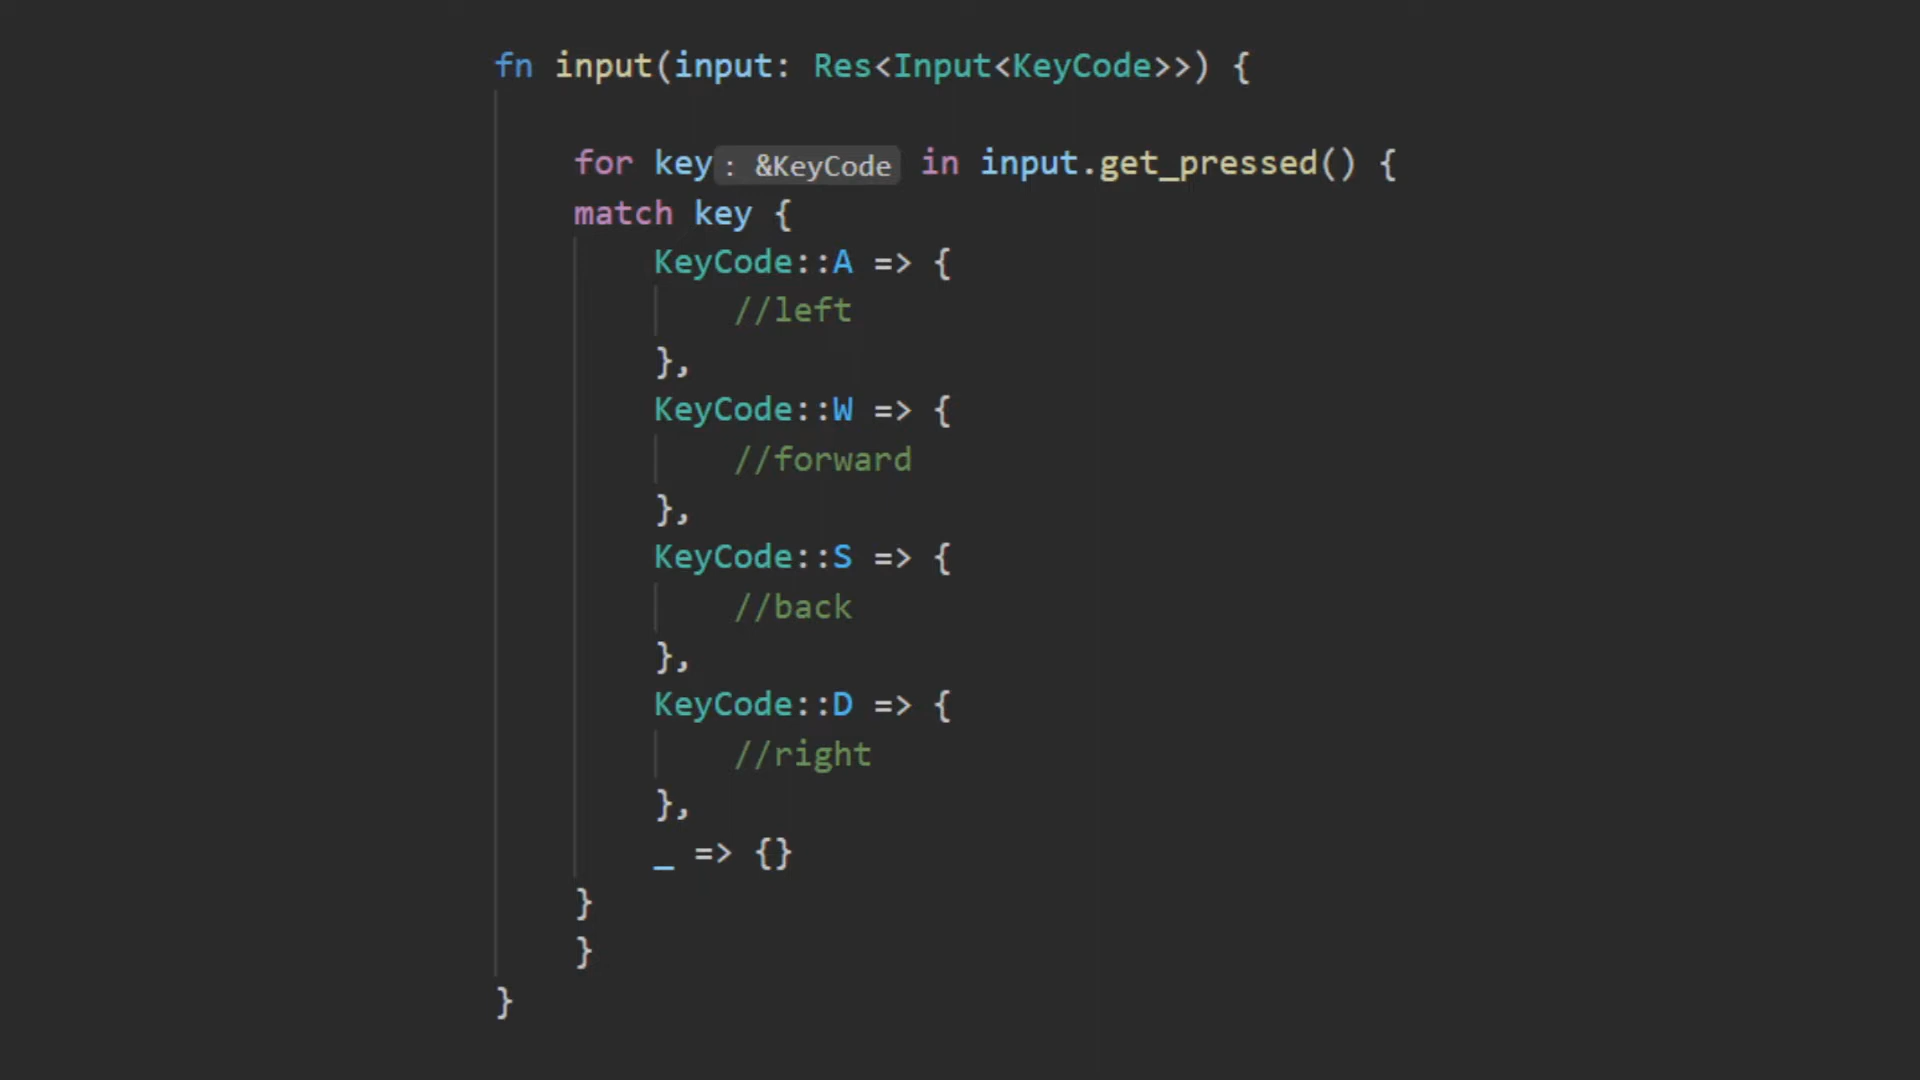 fn input(input: Res<Input<KeyCode>>) {
for key: &KeyCode in input.get_pressed() {
match key {
KeyCode::A => {
//left
},
KeyCode::W => {
//forward
},
KeyCode::S => {
//back
},
KeyCode::D => {
//right
},
_ => {}
}
}
}